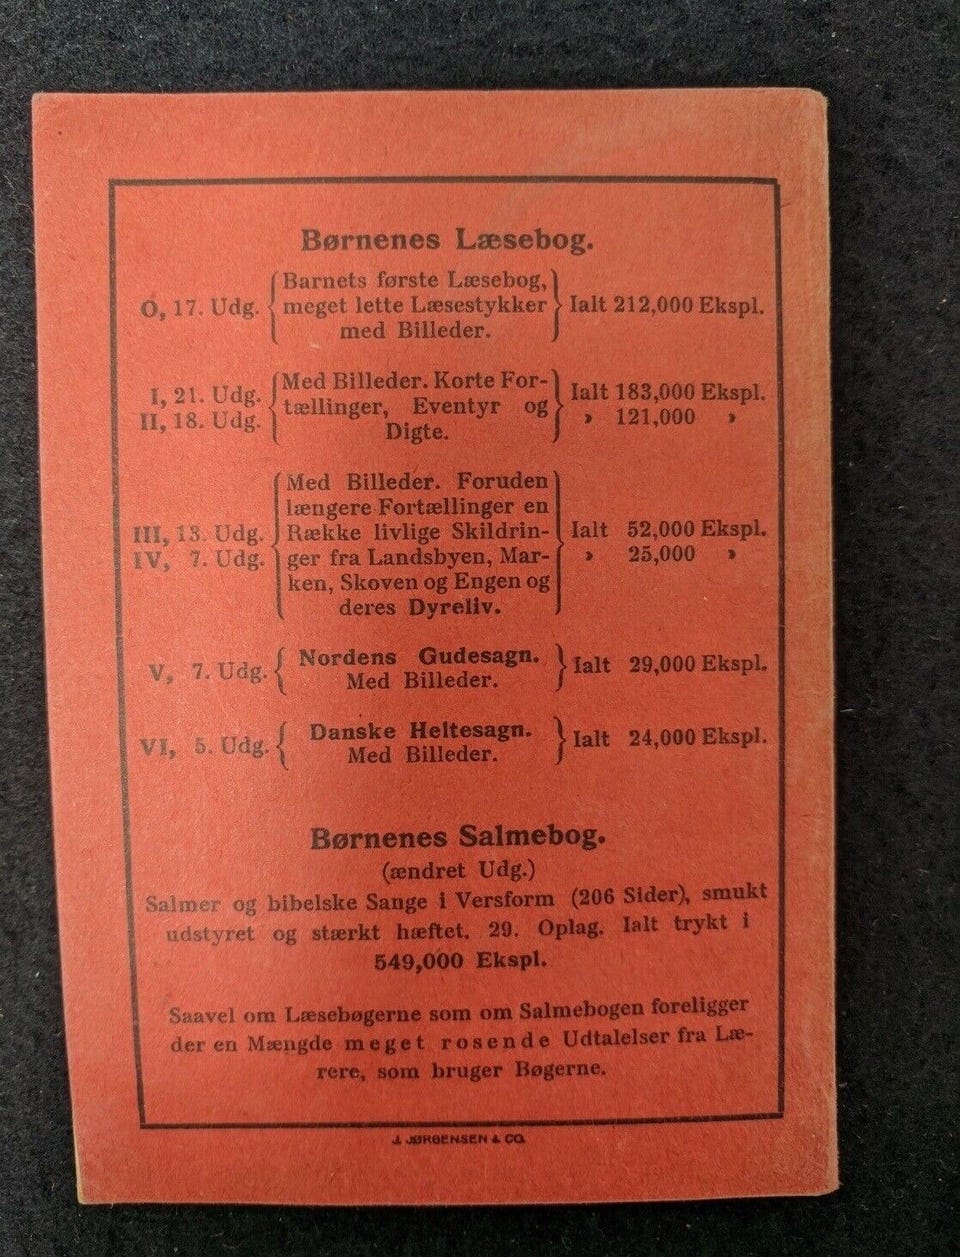 Børnenes Læsebog.
O, 17. Udg. { Barnets første Læsebog, meget lette Læsestykker med Billeder. } Ialt 212,000 Ekspl.
I, 21. Udg.
II, 18. Udg.
Med Billeder. Korte For-
tællinger, Eventyr og
Digte.
Ialt 183,000 Ekspl.
» 121,000 »
III, 13. Udg.
IV, 7. Udg.
Med Billeder. Foruden
længere Fortællinger en
Række livlige Skildrin-
ger fra Landsbyen, Mar-
ken, Skoven og Engen og
deres Dyreliv.
Ialt 52,000 Ekspl.
» 25,000 »
V, 7. Udg.
Nordens Gudesagn.
Med Billeder.
Ialt 29,000 Ekspl.
VI, 5. Udg.
Danske Heltesagn.
Med Billeder.
Ialt 24,000 Ekspl.
Børnenes Salmebog.
(ændret Udg.)
Salmer og bibelske Sange i Versform (206 Sider), smukt
udstyret og stærkt hæftet. 29. Oplag. Ialt trykt i
549,000 Ekspl.
Saavel om Læsebøgerne som om Salmebogen foreligger
der en Mængde meget rosende Udtalelser fra Læ-
rere, som bruger Bøgerne.
J. JØRGENSEN & CO.